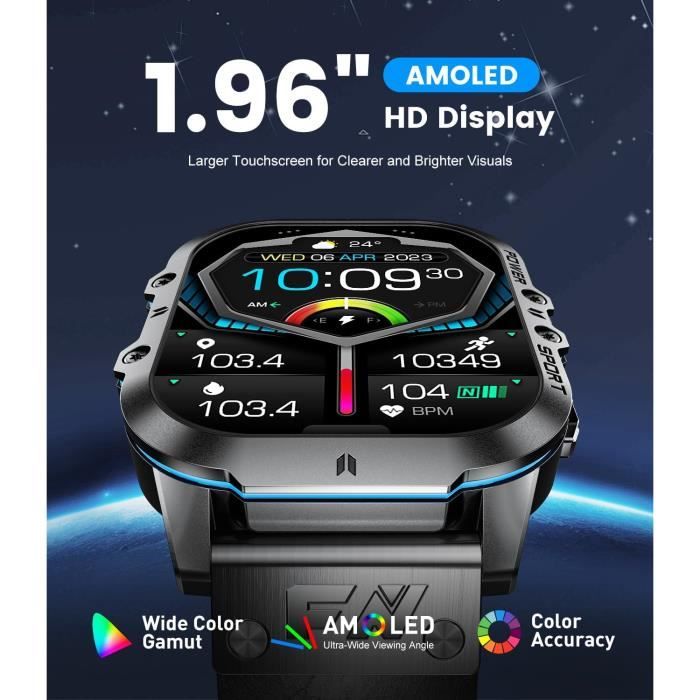 1.96" AMOLED
HD Display
Larger Touchscreen for Clearer and Brighter Visuals
24°
WED 06 APR 2023
10:09 30
AM PM
E F
POWER
SPORT
103.4 10349
103.4 104 N
BPM
Wide Color
Gamut
AMOLED
Ultra-Wide Viewing Angle
Color
Accuracy